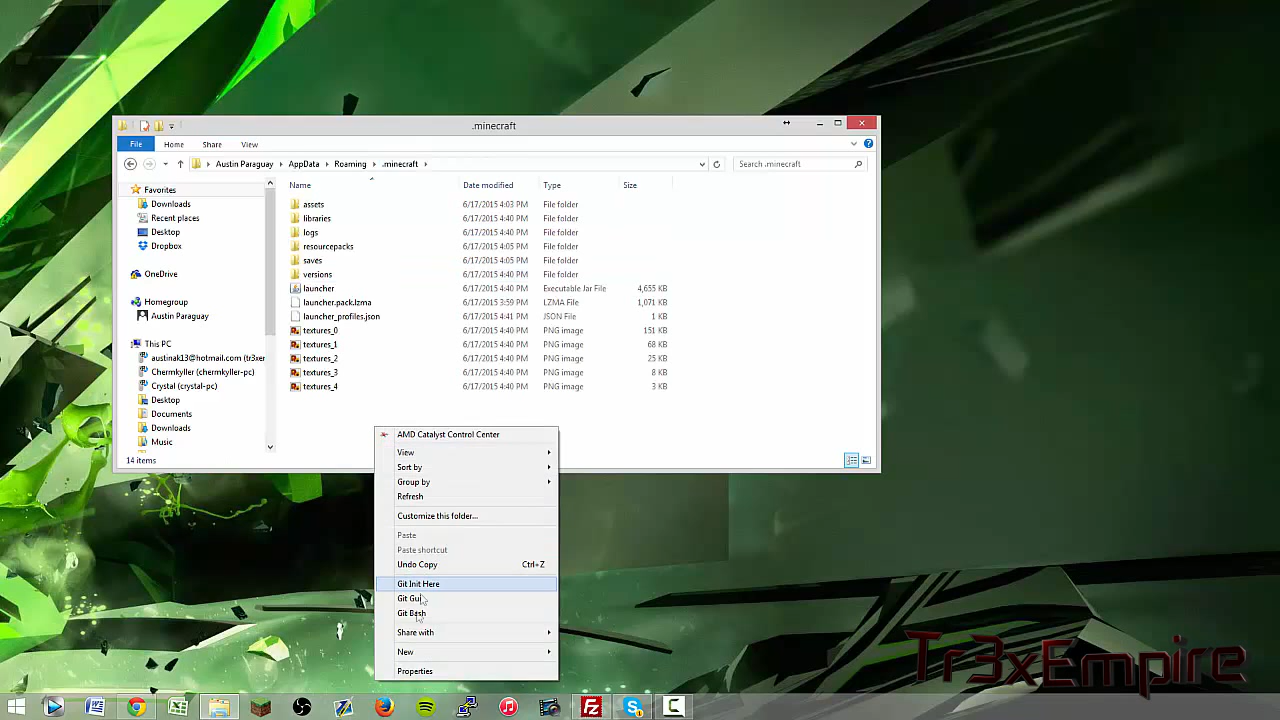 .minecraft
File Home Share View
Austin Paraguay AppData Roaming .minecraft
Search .minecraft
Name Date modified Type Size
Favorites
Downloads
Recent places
Desktop
Dropbox
OneDrive
Homegroup
Austin Paraguay
This PC
austinak13@hotmail.com (tr3xer
Chermkyller (chermkyller-pc)
Crystal (crystal-pc)
Desktop
Documents
Downloads
Music
assets 6/17/2015 4:03 PM File folder
libraries 6/17/2015 4:40 PM File folder
logs 6/17/2015 4:40 PM File folder
resourcepacks 6/17/2015 4:05 PM File folder
saves 6/17/2015 4:05 PM File folder
versions 6/17/2015 4:40 PM File folder
launcher 6/17/2015 4:40 PM Executable Jar File 4,655 KB
launcher.pack.lzma 6/17/2015 3:59 PM LZMA File 1,071 KB
launcher_profiles.json 6/17/2015 4:41 PM JSON File 1 KB
textures_0 6/17/2015 4:40 PM PNG image 151 KB
textures_1 6/17/2015 4:40 PM PNG image 68 KB
textures_2 6/17/2015 4:40 PM PNG image 25 KB
textures_3 6/17/2015 4:40 PM PNG image 8 KB
textures_4 6/17/2015 4:40 PM PNG image 3 KB
14 items
AMD Catalyst Control Center
View
Sort by
Group by
Refresh
Customize this folder...
Paste
Paste shortcut
Undo Copy Ctrl+Z
Git Init Here
Git Gui
Git Bash
Share with
New
Properties
Tr3xEmpire